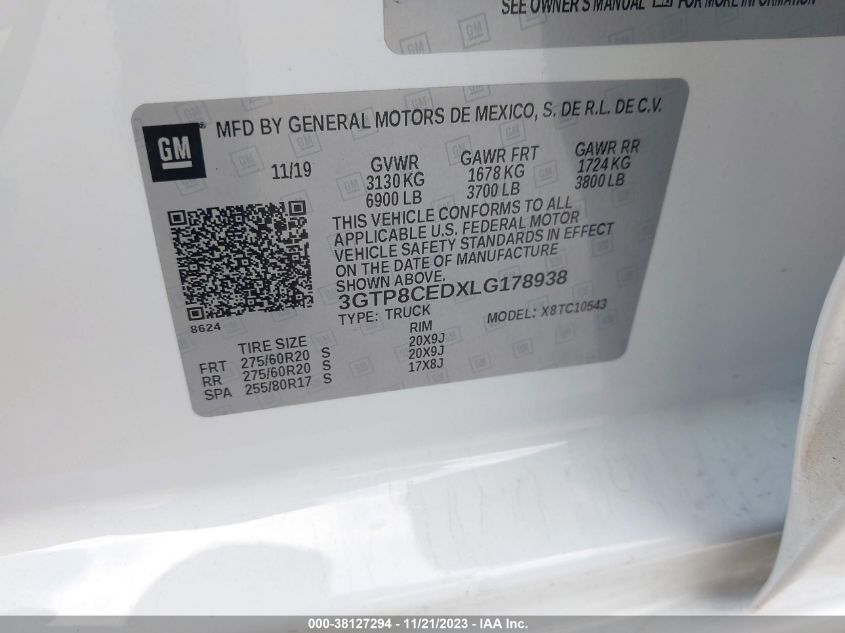 SEE OWNER'S MANUAL FOR MORE INFORMATION
GM ® MFD BY GENERAL MOTORS DE MEXICO, S. DE R.L. DE C.V.
11/19 GVWR GAWR FRT GAWR RR
3130 KG 1678 KG 1724 KG
6900 LB 3700 LB 3800 LB
THIS VEHICLE CONFORMS TO ALL
APPLICABLE U.S. FEDERAL MOTOR
VEHICLE SAFETY STANDARDS IN EFFECT
ON THE DATE OF MANUFACTURE
SHOWN ABOVE.
3GTP8CEDXLG178938
8624 TYPE: TRUCK MODEL: X8TC10543
TIRE SIZE RIM
FRT 275/60R20 S 20X9J
RR 275/60R20 S 20X9J
SPA 255/80R17 S 17X8J
000-38127294 - 11/21/2023 - IAA Inc.